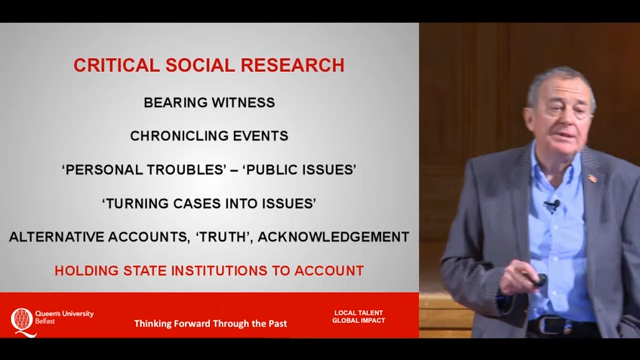 CRITICAL SOCIAL RESEARCH
BEARING WITNESS
CHRONICLING EVENTS
‘PERSONAL TROUBLES’ – ‘PUBLIC ISSUES’
‘TURNING CASES INTO ISSUES’
ALTERNATIVE ACCOUNTS, ‘TRUTH’, ACKNOWLEDGEMENT
HOLDING STATE INSTITUTIONS TO ACCOUNT
Queen's University
Belfast
Thinking Forward Through the Past
LOCAL TALENT
GLOBAL IMPACT